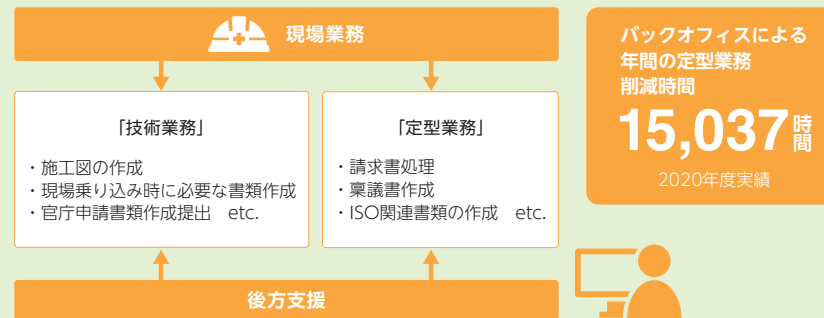 現場業務
「技術業務」
・施工図の作成
・現場乗り込み時に必要な書類作成
・官庁申請書類作成提出　etc.
「定型業務」
・請求書処理
・稟議書作成
・ISO関連書類の作成　etc.
後方支援
バックオフィスによる
年間の定型業務
削減時間
15,037時間
2020年度実績